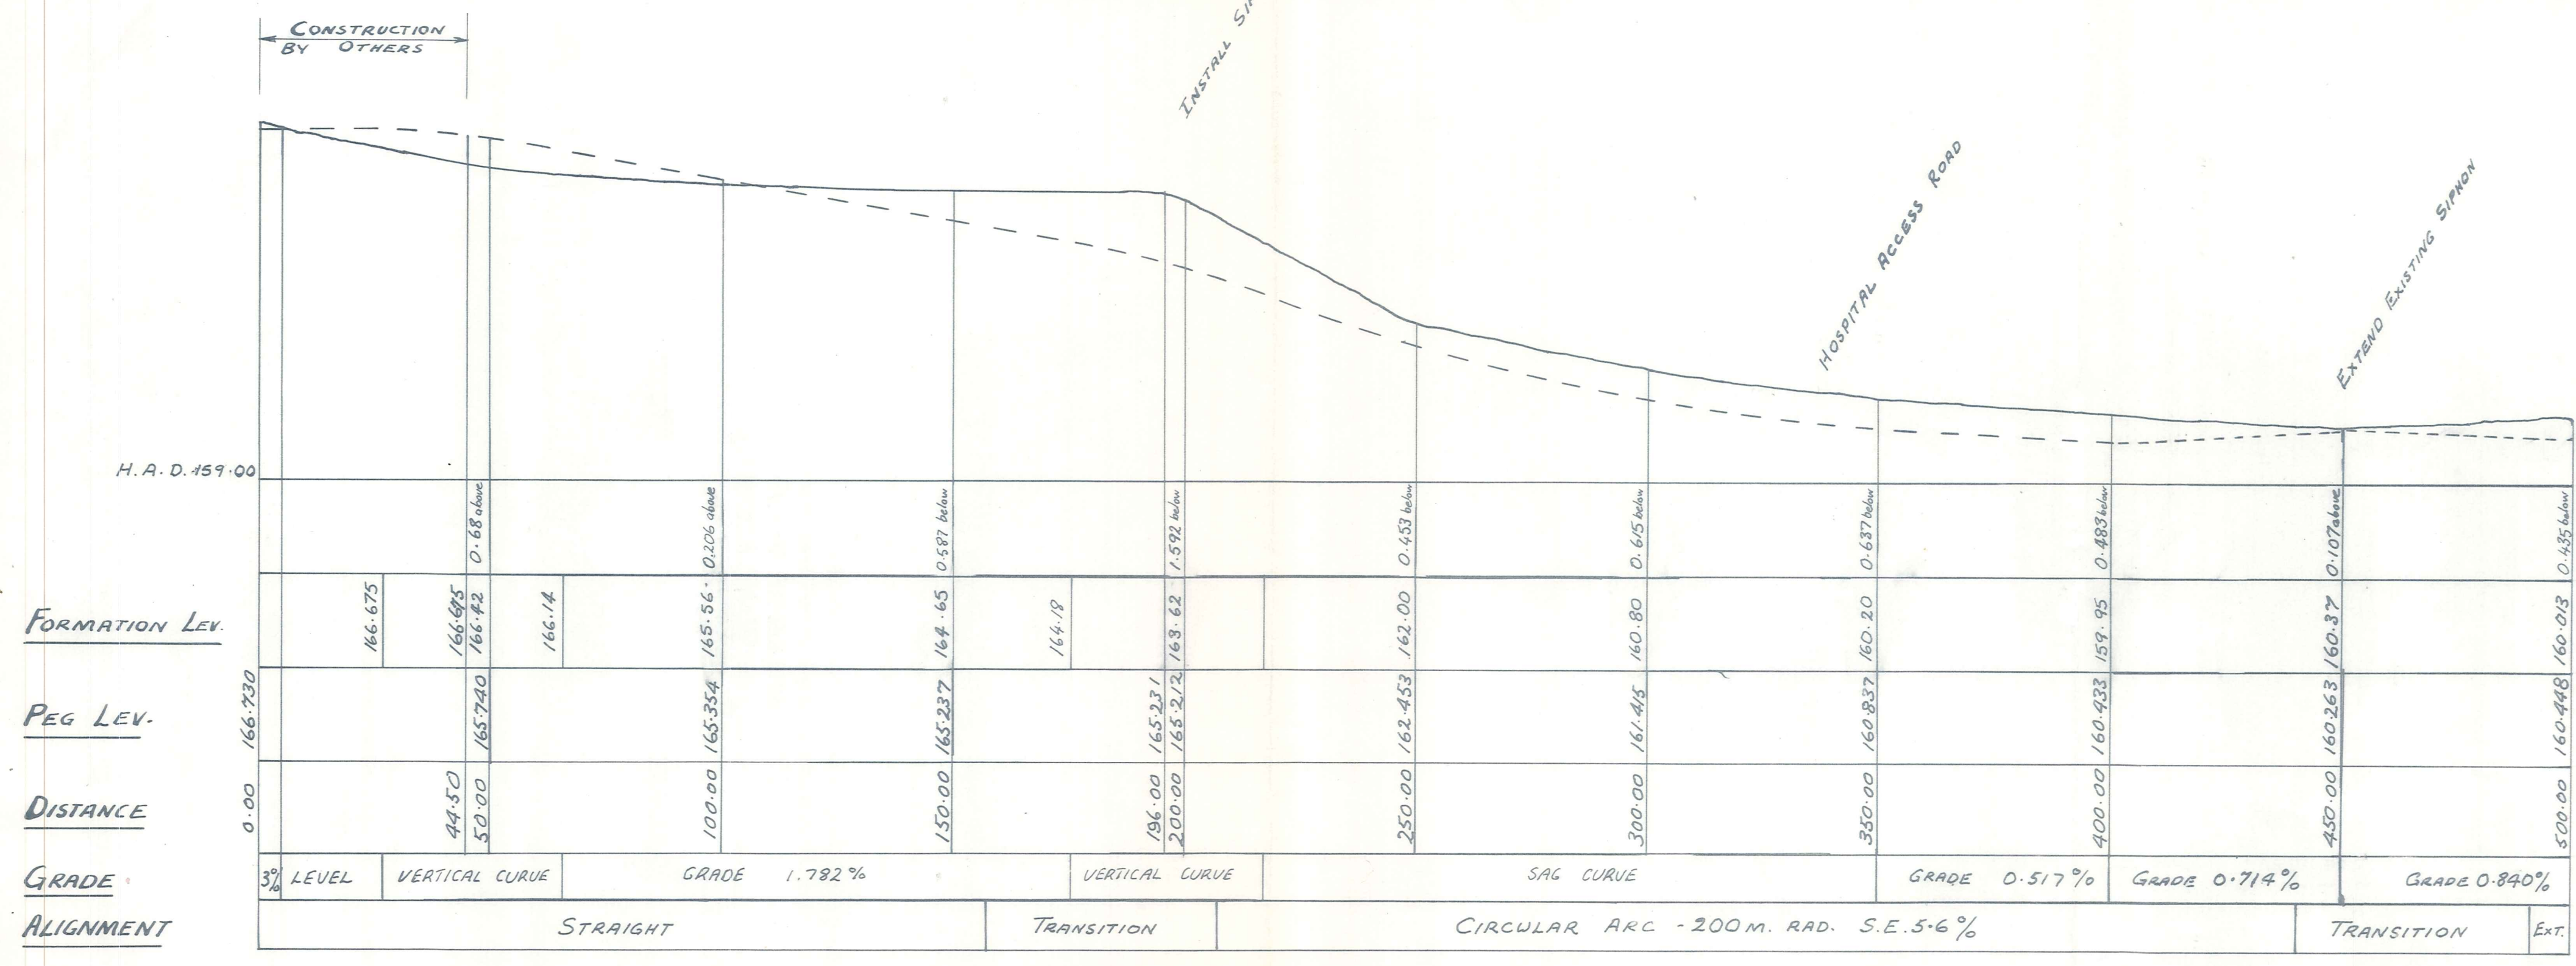 CONSTRUCTION
BY OTHERS
INSTALL
HOSPITAL ACCESS ROAD
EXTEND EXISTING SIPHON
H.A.D. 159.00
0.68 above 0.206 above 0.587 below 1.592 below 0.453 below 0.615 below 0.637 below 0.483 below 0.107 above 0.435 below
FORMATION LEV. 166.675 166.42 166.14 165.56 164.65 164.18 163.62 162.00 160.80 160.20 159.95 160.37 160.013
PEG LEV. 166.730 165.740 165.354 165.237 165.231 165.212 162.453 161.415 160.837 160.433 160.263 160.448
DISTANCE 0.00 44.50 50.00 100.00 150.00 196.00 200.00 250.00 300.00 350.00 400.00 450.00 500.00
GRADE 3% LEVEL VERTICAL CURVE GRADE 1.782% VERTICAL CURVE SAG CURVE GRADE 0.517% GRADE 0.714% GRADE 0.840%
ALIGNMENT STRAIGHT TRANSITION CIRCULAR ARC - 200 M. RAD. S.E. 5.6% TRANSITION EXT.